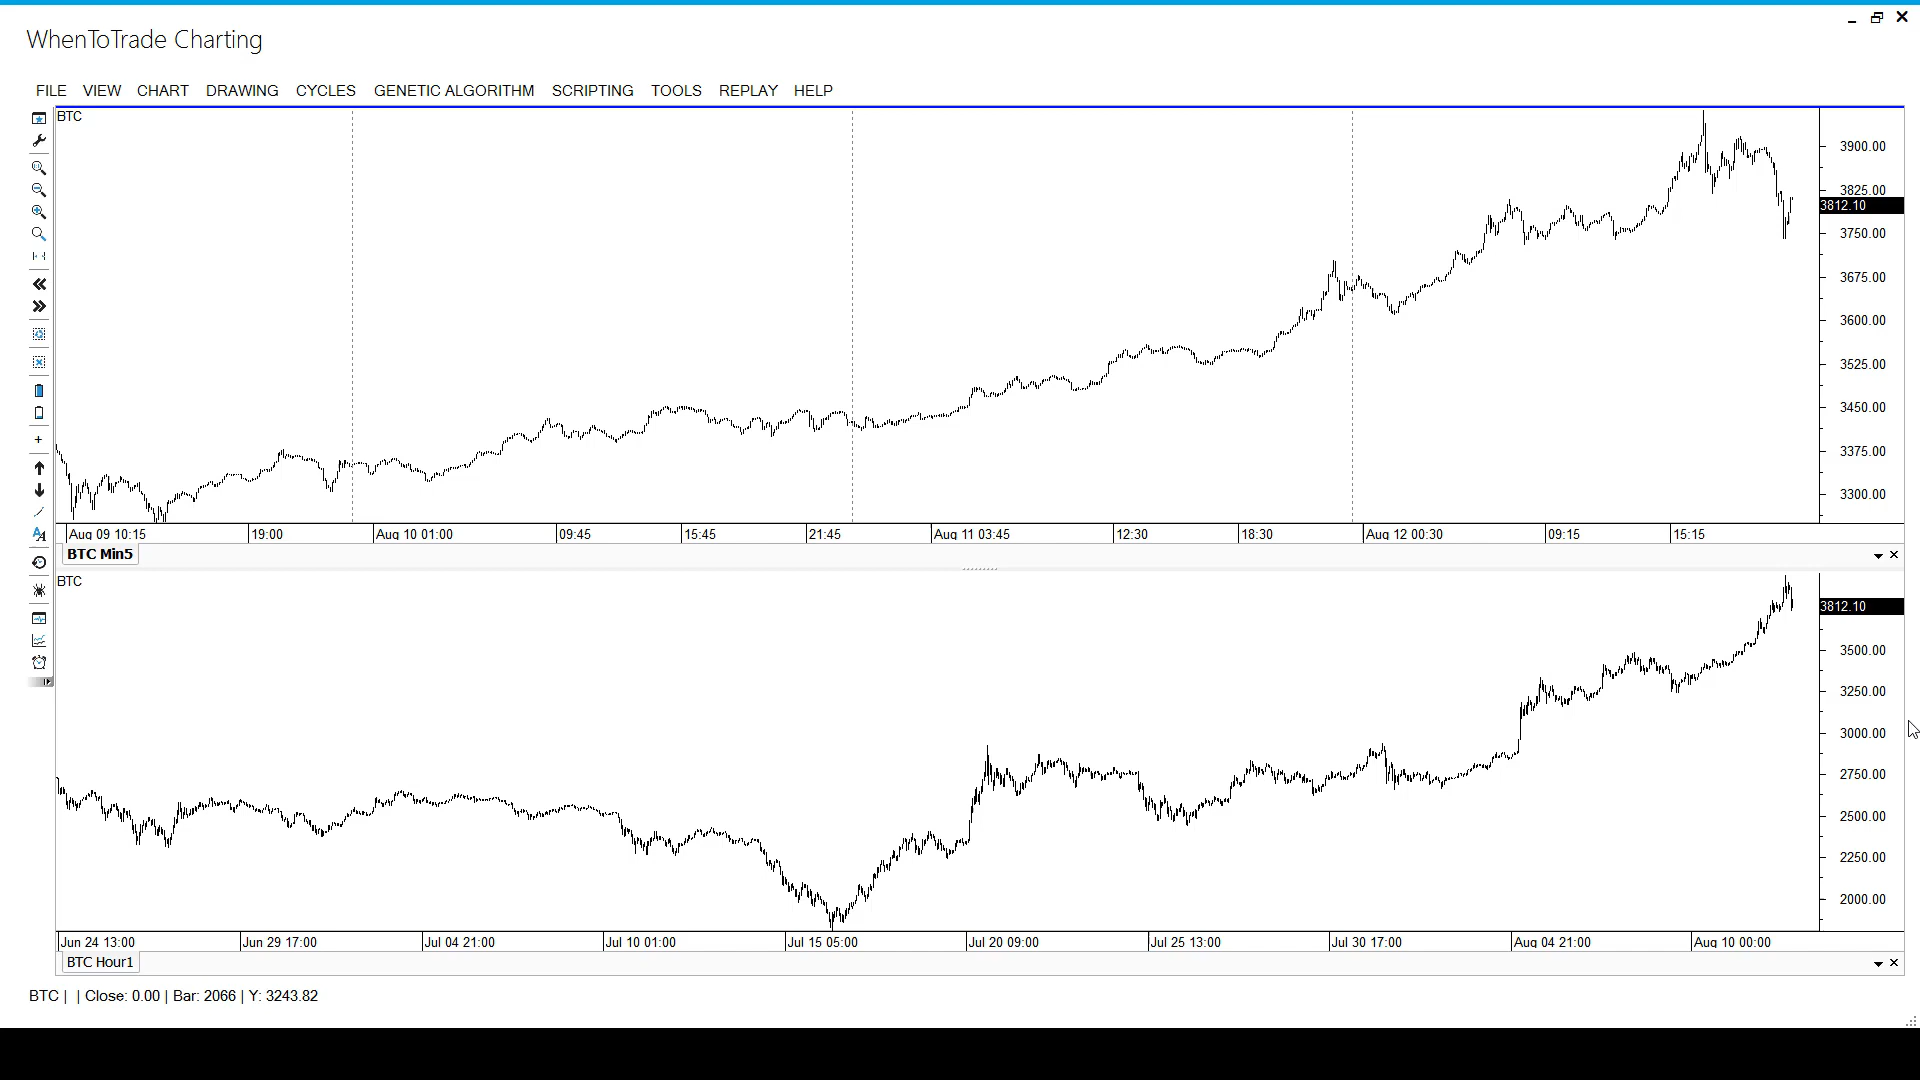 WhenToTrade Charting
FILE VIEW CHART DRAWING CYCLES GENETIC ALGORITHM SCRIPTING TOOLS REPLAY HELP
BTC
3900.00
3825.00
3812.10
3750.00
3675.00
3600.00
3525.00
3450.00
3375.00
3300.00
Aug 09 10:15 19:00 Aug 10 01:00 09:45 15:45 21:45 Aug 11 03:45 12:30 18:30 Aug 12 00:30 09:15 15:15
BTC Min5
BTC
3812.10
3500.00
3250.00
3000.00
2750.00
2500.00
2250.00
2000.00
Jun 24 13:00 Jun 29 17:00 Jul 04 21:00 Jul 10 01:00 Jul 15 05:00 Jul 20 09:00 Jul 25 13:00 Jul 30 17:00 Aug 04 21:00 Aug 10 00:00
BTC Hour1
BTC | | Close: 0.00 | Bar: 2066 | Y: 3243.82